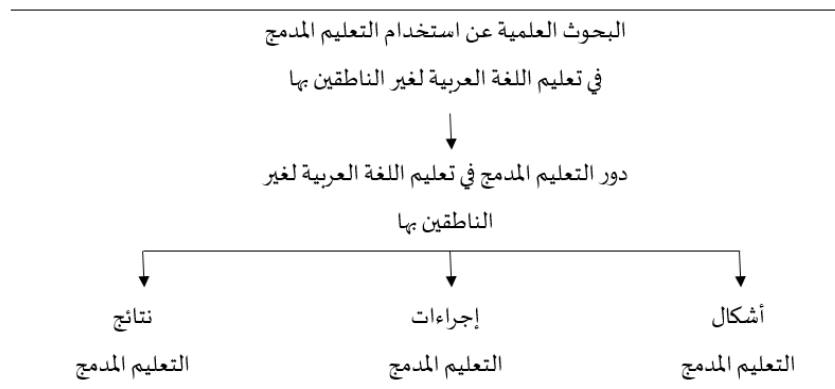 البحوث العلمية عن استخدام التعليم المدمج
في تعليم اللغة العربية لغير الناطقين بها
دور التعليم المدمج في تعليم اللغة العربية لغير
الناطقين بها
أشكال
التعليم المدمج
إجراءات
التعليم المدمج
نتائج
التعليم المدمج